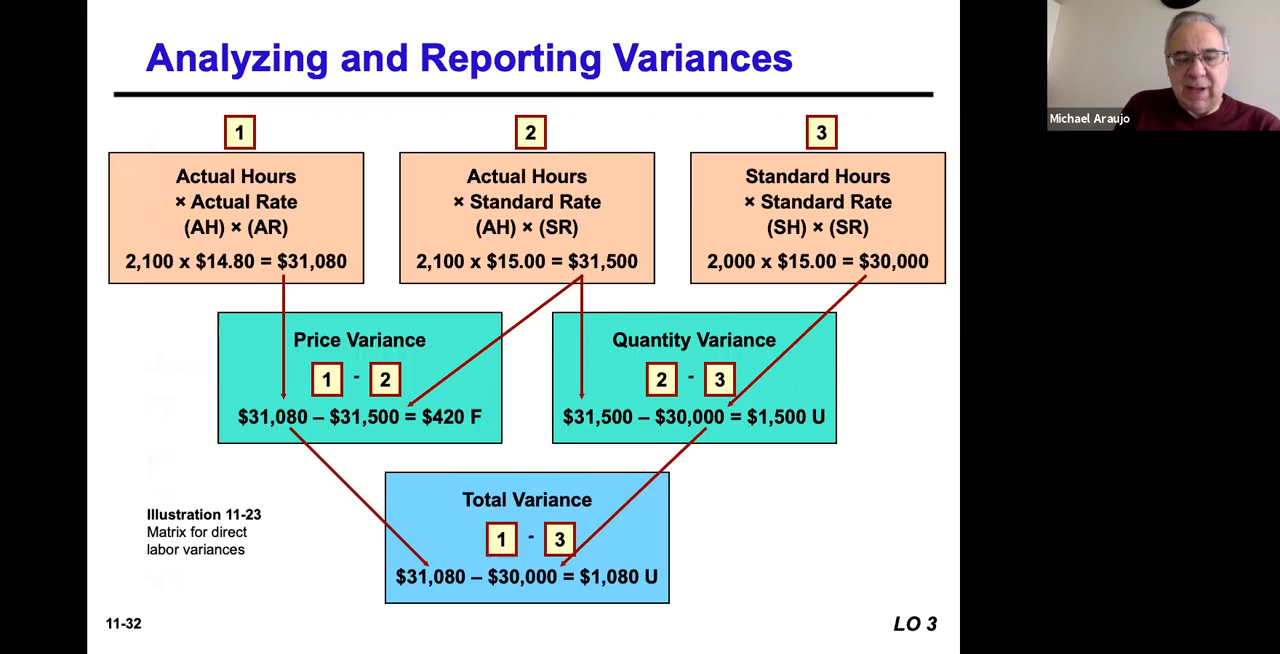 Analyzing and Reporting Variances
Michael Araujo
1
2
3
Actual Hours
× Actual Rate
(AH) × (AR)
2,100 x $14.80 = $31,080
Actual Hours
× Standard Rate
(AH) × (SR)
2,100 x $15.00 = $31,500
Standard Hours
× Standard Rate
(SH) × (SR)
2,000 x $15.00 = $30,000
Price Variance
1 - 2
$31,080 – $31,500 = $420 F
Quantity Variance
2 - 3
$31,500 – $30,000 = $1,500 U
Total Variance
1 - 3
$31,080 – $30,000 = $1,080 U
Illustration 11-23
Matrix for direct
labor variances
11-32
LO 3